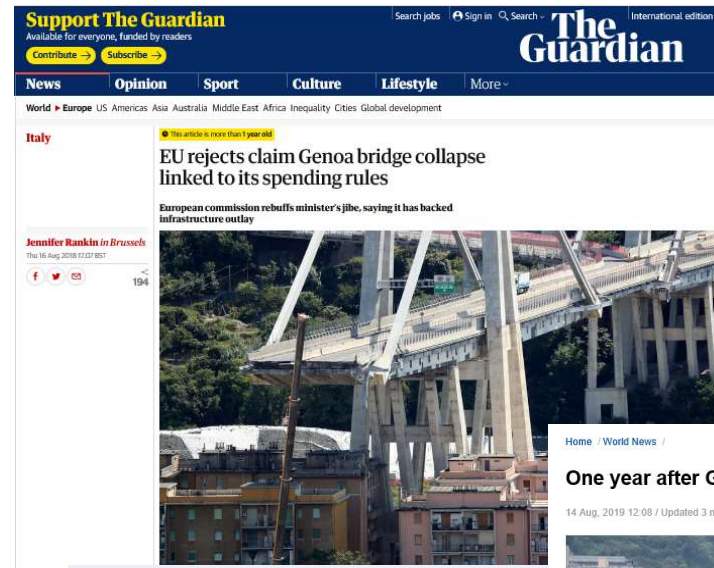 Support The Guardian
Available for everyone, funded by readers
Contribute →
Subscribe →
Search jobs
Sign in
Search
International edition
The
Guardian
News
Opinion
Sport
Culture
Lifestyle
More
World
Europe
US
Americas
Asia
Australia
Middle East
Africa
Inequality
Cities
Global development
Italy
This article is more than 1 year old
EU rejects claim Genoa bridge collapse
linked to its spending rules
European commission rebuffs minister's jibe, saying it has backed
infrastructure outlay
Jennifer Rankin in Brussels
Thu 16 Aug 2018 17.07 BST
194
Home / World News /
One year after G
14 Aug, 2019 12:08 / Updated 3 m